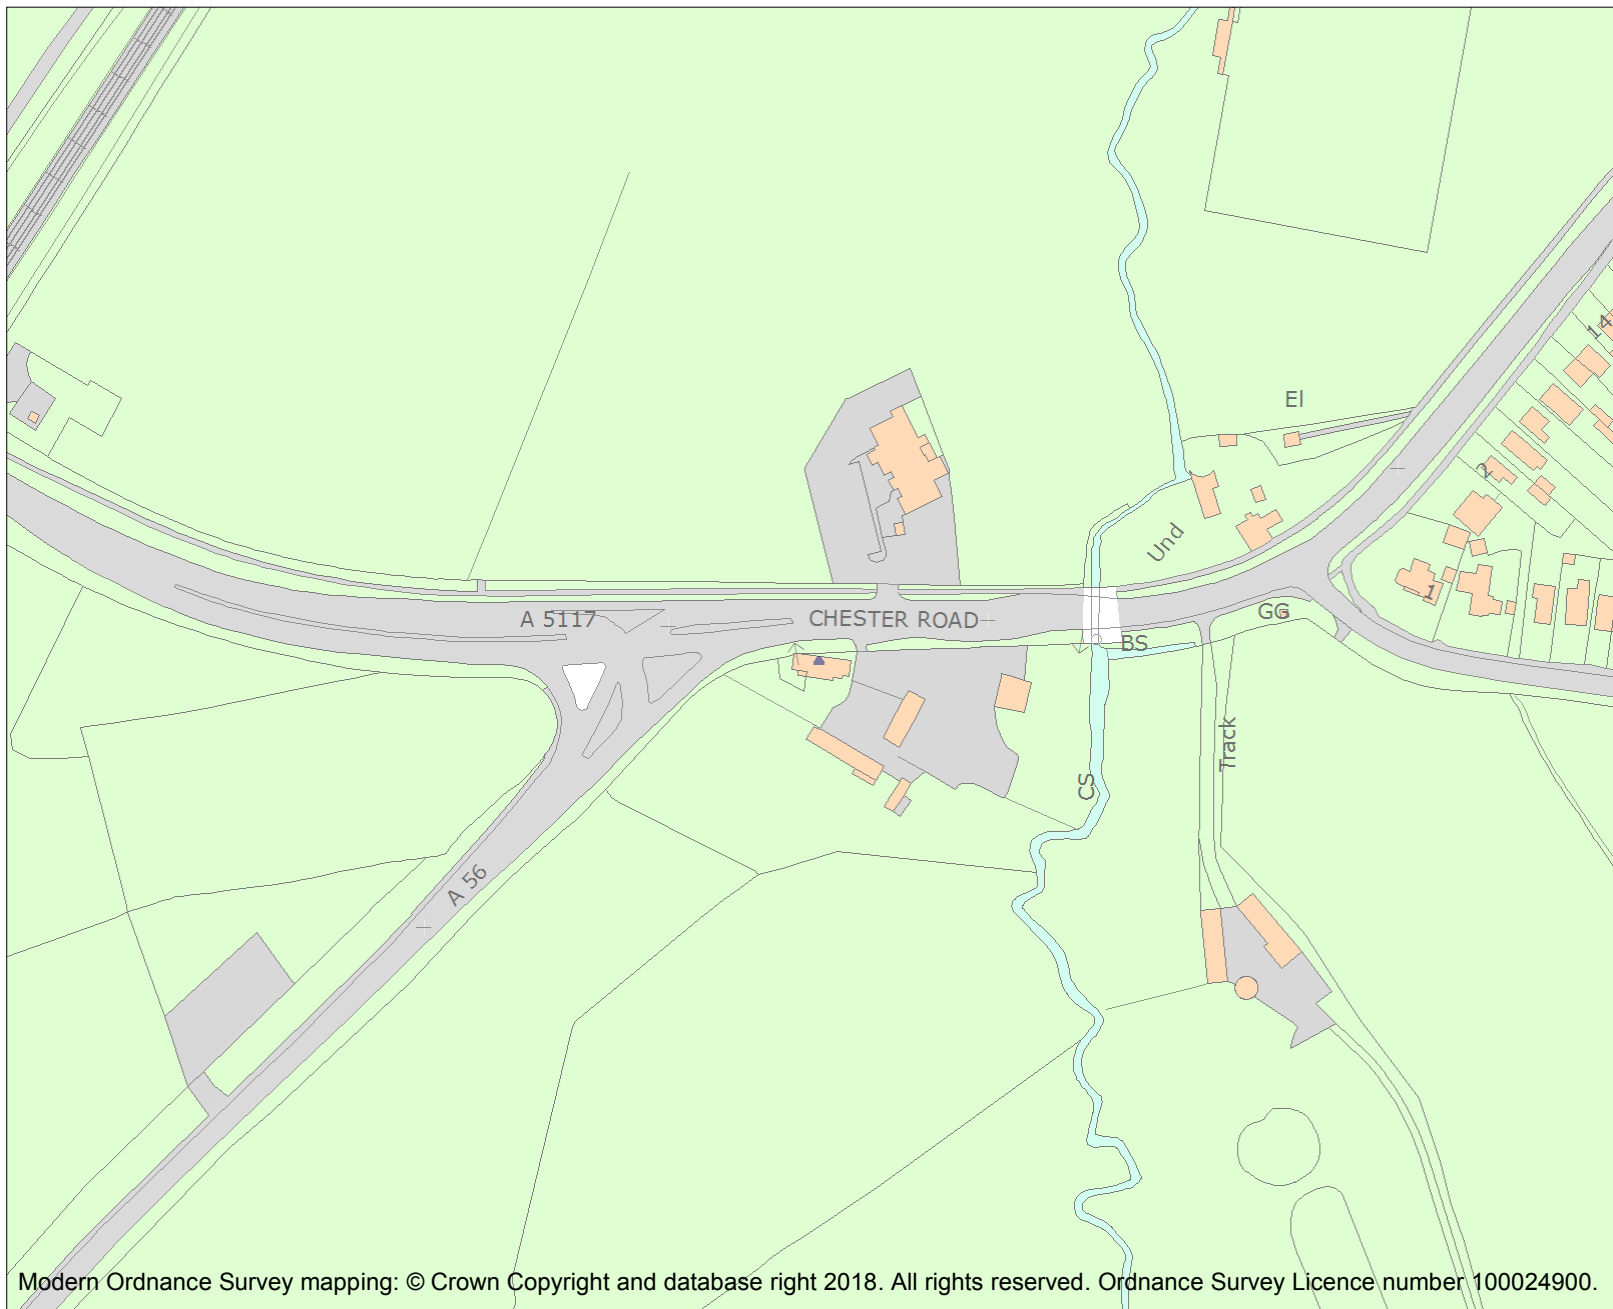 14
El
2
Und
1
GG
A 5117
CHESTER ROAD
BS
Track
CS
A 56
Modern Ordnance Survey mapping: © Crown Copyright and database right 2018. All rights reserved. Ordnance Survey Licence number 100024900.